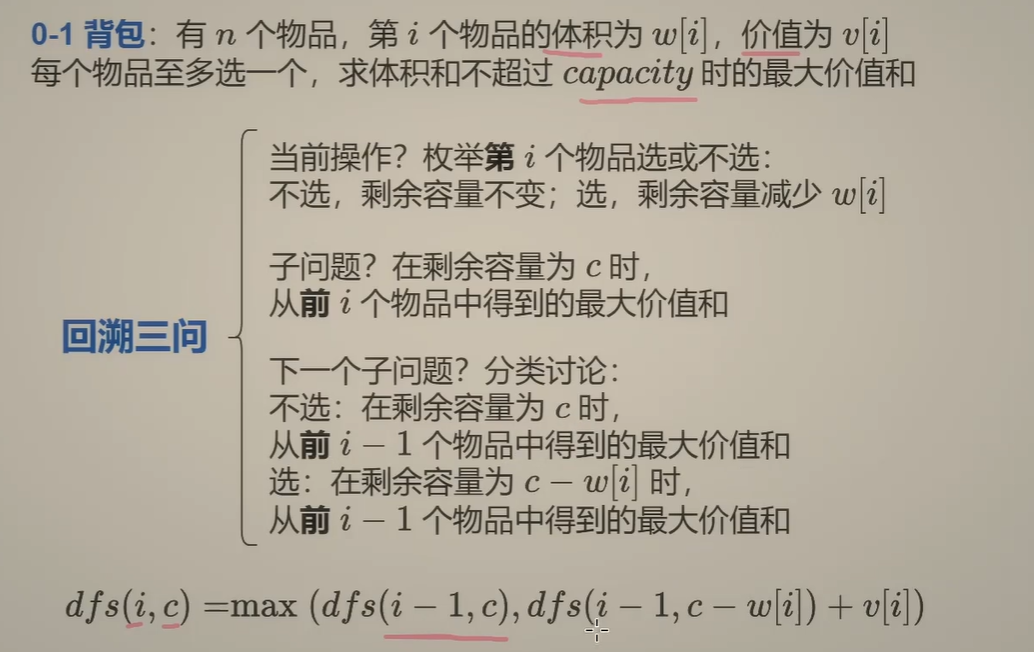 0-1 背包：有 n 个物品，第 i 个物品的体积为 w[i]，价值为 v[i]
每个物品至多选一个，求体积和不超过 capacity 时的最大价值和
当前操作？枚举第 i 个物品选或不选：
不选，剩余容量不变；选，剩余容量减少 w[i]
子问题？在剩余容量为 c 时，
从前 i 个物品中得到的最大价值和
回溯三问
下一个子问题？分类讨论：
不选：在剩余容量为 c 时，
从前 i − 1 个物品中得到的最大价值和
选：在剩余容量为 c − w[i] 时，
从前 i − 1 个物品中得到的最大价值和
dfs(i, c) =max (dfs(i − 1, c), dfs(i − 1, c − w[i]) + v[i])